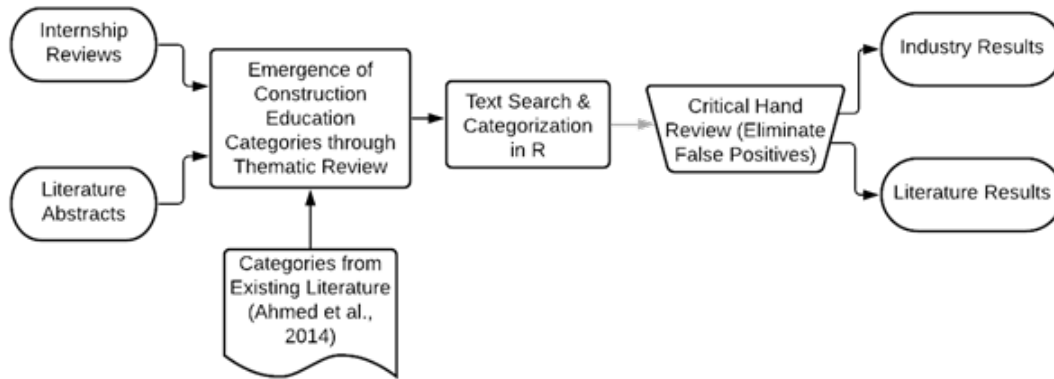 Internship
Reviews
Literature
Abstracts
Emergence of
Construction
Education
Categories through
Thematic Review
Categories from
Existing Literature
(Ahmed et al.,
2014)
Text Search &
Categorization
in R
Critical Hand
Review (Eliminate
False Positives)
Industry Results
Literature Results